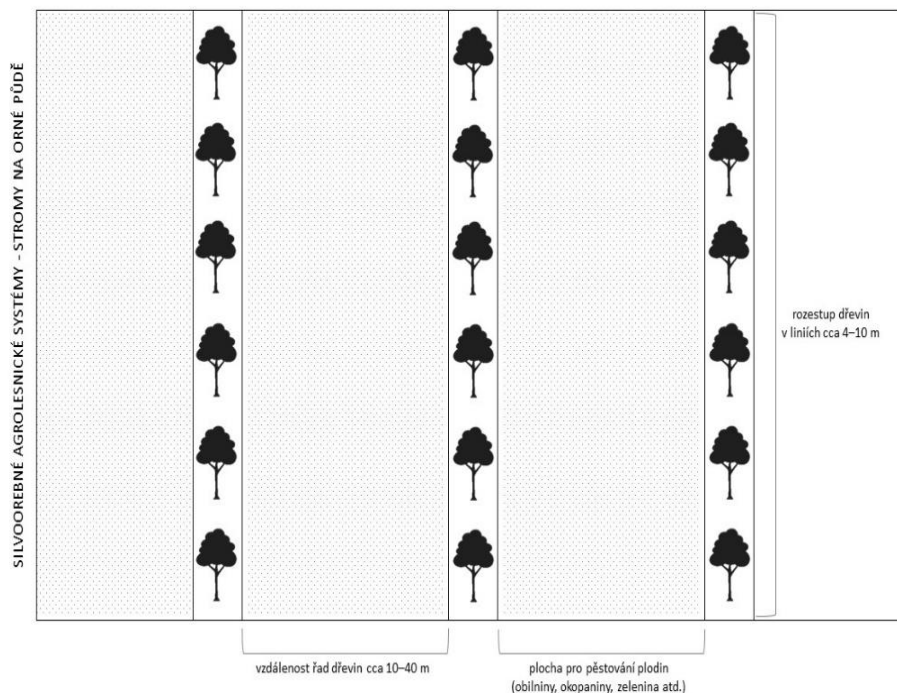 SILVOOREBNÉ AGROLESNICKÉ SYSTÉMY - STROMY NA ORNÉ PŮDĚ
rozestup dřevin
v liniích cca 4–10 m
vzdálenost řad dřevin cca 10–40 m
plocha pro pěstování plodin
(obilniny, okopaniny, zelenina atd.)